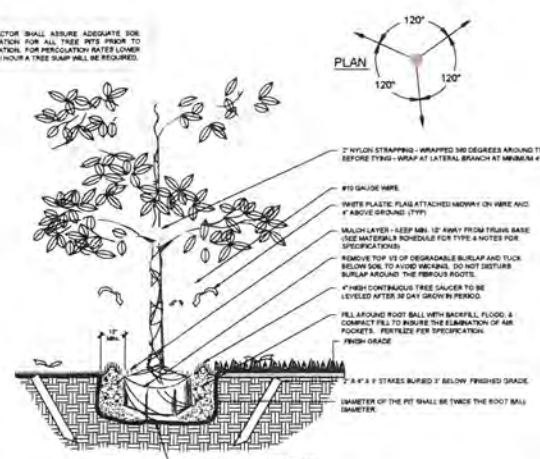 CTOR SHALL ASSURE ADEQUATE SOIL
ATION FOR ALL TREE PITS PRIOR TO
ATION. FOR PERCOLATION RATES LOWER
HOUR A TREE SUMP WILL BE REQUIRED.
120°
PLAN
120°
120°
2" NYLON STRAPPING - WRAPPED 360 DEGREES AROUND
BEFORE TYING - WRAP AT LATERAL BRANCH AT MINIMUM
#10 GAUGE WIRE
WHITE PLASTIC FLAG ATTACHED MIDWAY ON WIRE AND
4" ABOVE GROUND (TYP)
MULCH LAYER - KEEP MIN. 12" AWAY FROM TRUNK BASE
(SEE MATERIALS SCHEDULE FOR TYPE & NOTES FOR
SPECIFICATIONS)
REMOVE TOP 1/3 OF DEGRADABLE BURLAP AND TUCK
BELOW SOIL TO AVOID WICKING. DO NOT DISTURB
BURLAP AROUND THE FIBROUS ROOTS.
4" HIGH CONTINUOUS TREE SAUCER TO BE
LEVELED AFTER 30 DAY GROW IN PERIOD.
12"
MIN.
FILL AROUND ROOT BALL WITH BACKFILL, FLOOD, &
COMPACT FILL TO INSURE THE ELIMINATION OF AIR
POCKETS. FERTILIZE PER SPECIFICATION.
FINISH GRADE
STAKES BURIED 3" BELOW FINISHED GRADE.
DIAMETER OF THE PIT SHALL BE TWICE THE ROOT BALL
DIAMETER.